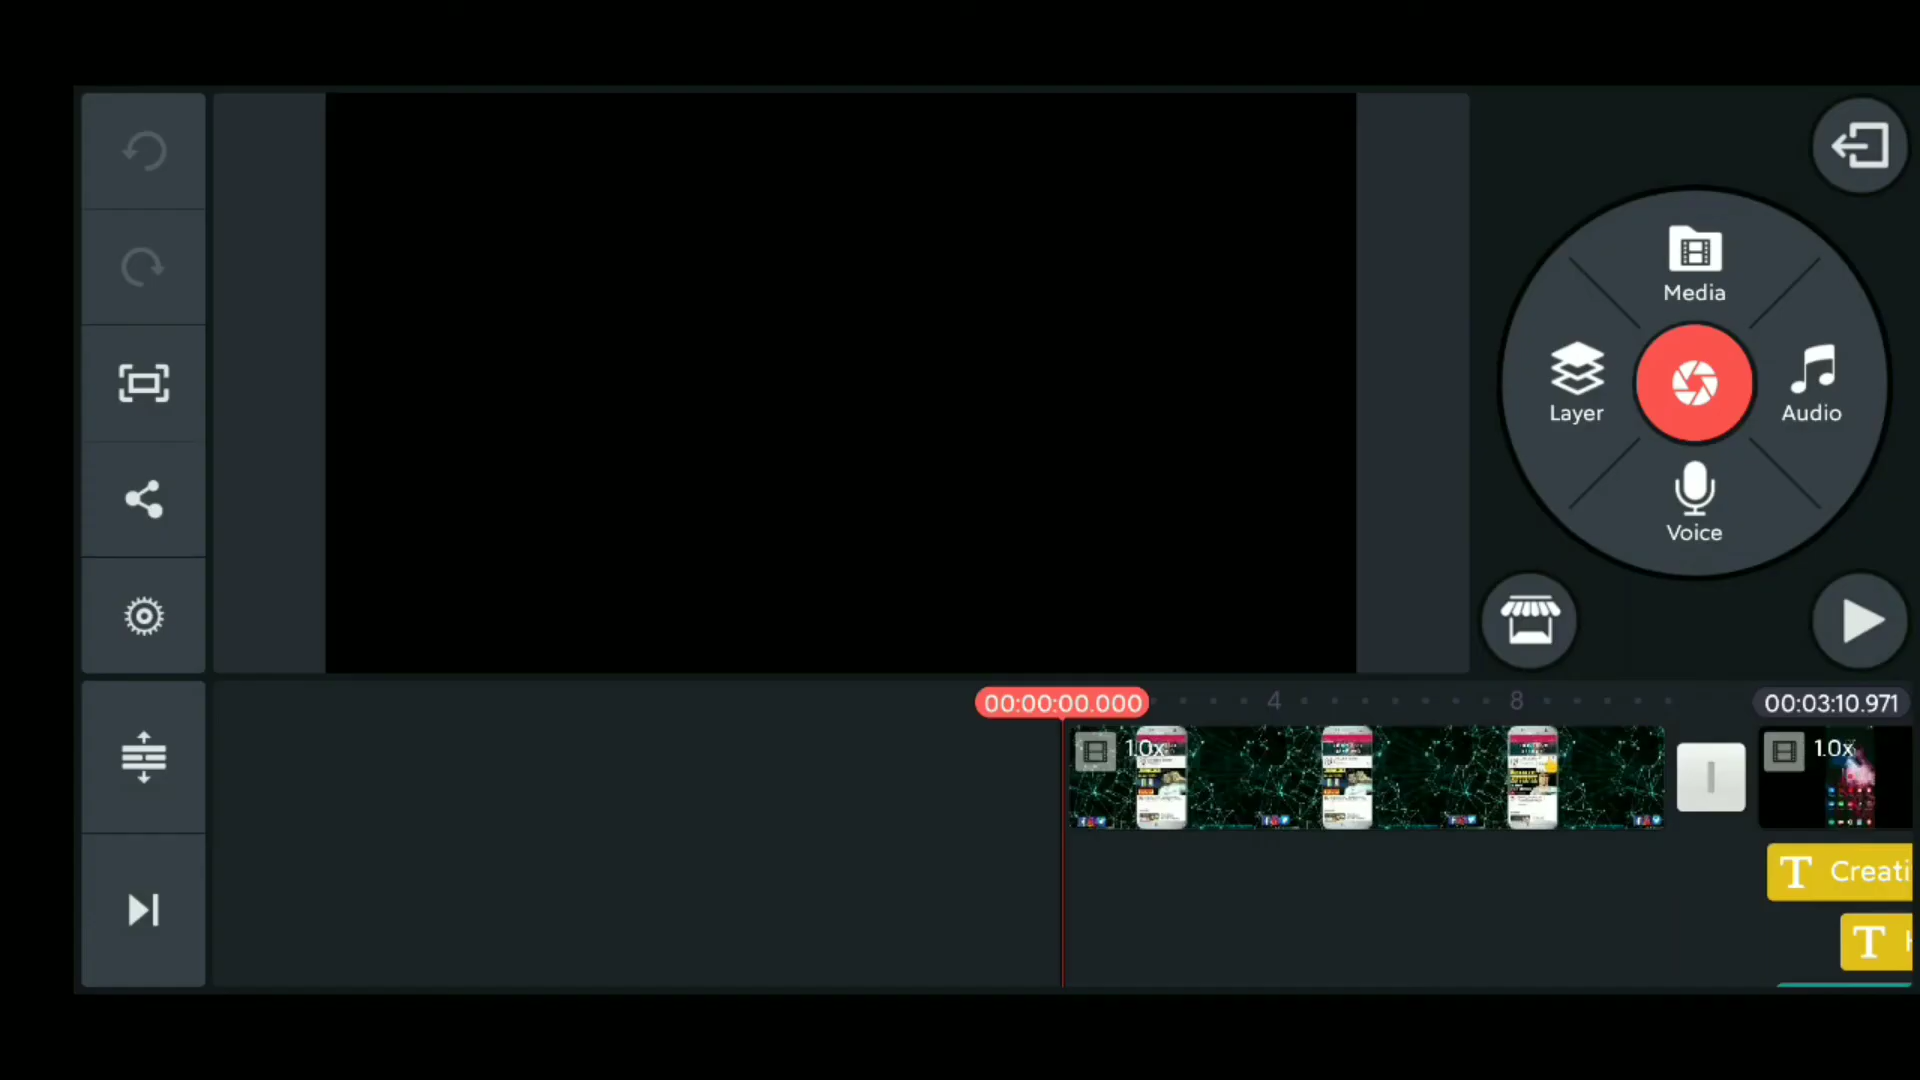 Media
Layer
Audio
Voice
00:00:00.000
4
8
00:03:10.971
1.0x
1.0x
T Creati
T